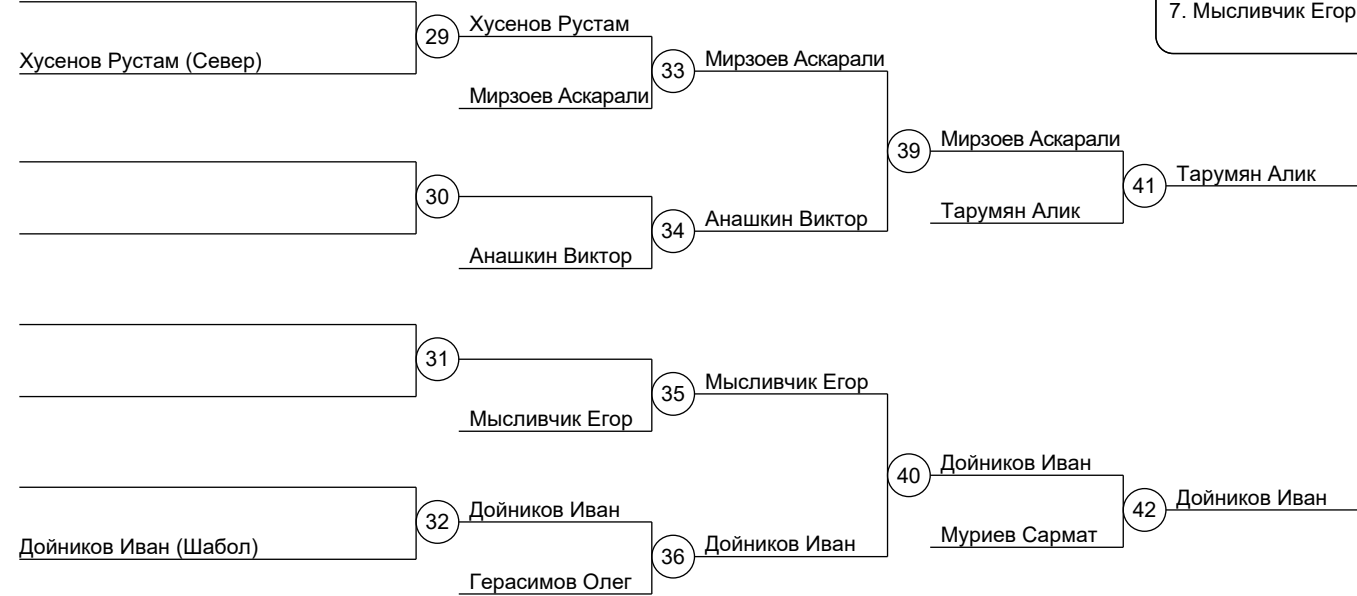 7. Мысливчик Егор
29
Хусенов Рустам
Хусенов Рустам (Север)
33
Мирзоев Аскарали
Мирзоев Аскарали
39
Мирзоев Аскарали
41
Тарумян Алик
30
34
Анашкин Виктор
Тарумян Алик
Анашкин Виктор
31
35
Мысливчик Егор
Мысливчик Егор
40
Дойников Иван
32
Дойников Иван
42
Дойников Иван
Муриев Сармат
Дойников Иван (Шабол)
36
Дойников Иван
Герасимов Олег